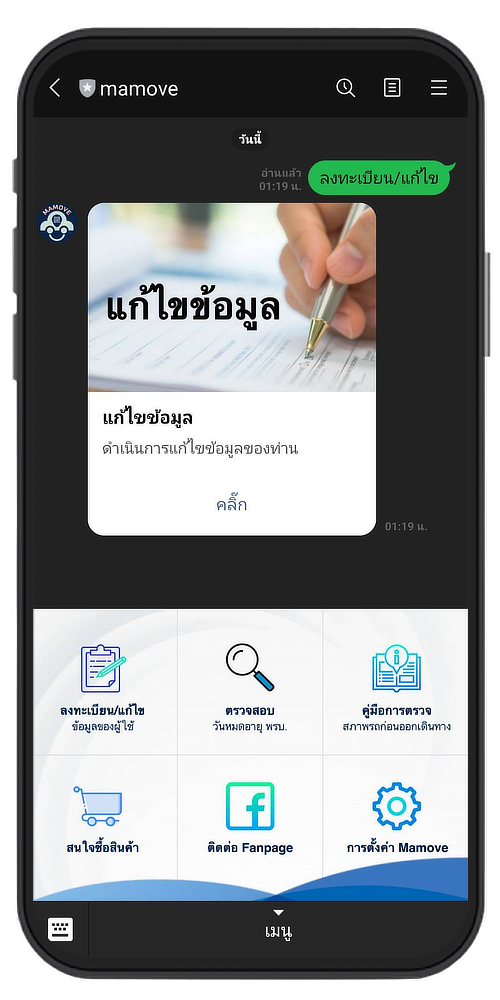 mamove
วันนี้
อ่านแล้ว
01:19 น.
ลงทะเบียน/แก้ไข
MAMOVE
แก้ไขข้อมูล
แก้ไขข้อมูล
ดำเนินการแก้ไขข้อมูลของท่าน
คลิ๊ก
01:19 น.
ลงทะเบียน/แก้ไข
ข้อมูลของผู้ใช้
ตรวจสอบ
วันหมดอายุ พรบ.
คู่มือการตรวจ
สภาพรถก่อนออกเดินทาง
สนใจซื้อสินค้า
ติดต่อ Fanpage
การตั้งค่า Mamove
เมนู